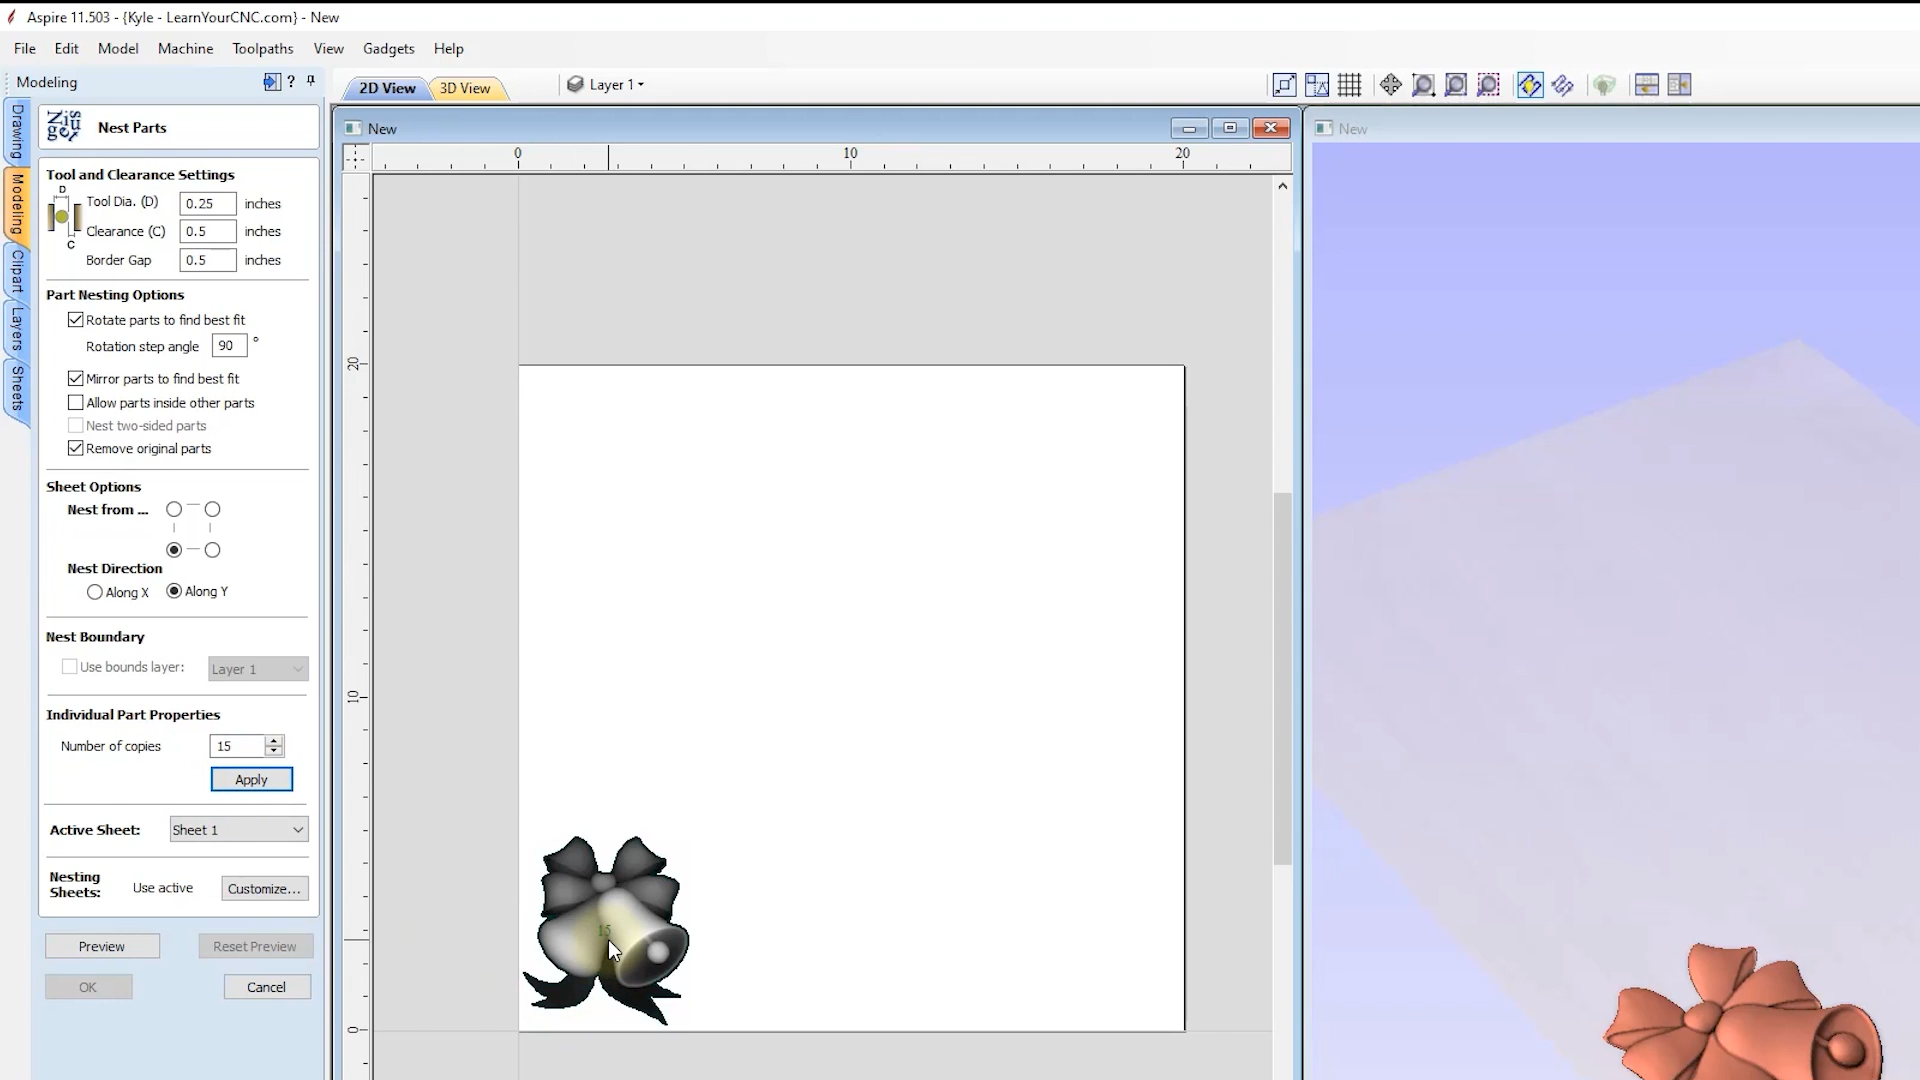 Aspire 11.503 - {Kyle - LearnYourCNC.com} - New
File Edit Model Machine Toolpaths View Gadgets Help
Modeling ?
2D View 3D View Layer 1
Nest Parts
New
New
0 10 20
Tool and Clearance Settings
D
Tool Dia. (D) 0.25 inches
Clearance (C) 0.5 inches
C
Border Gap 0.5 inches
Part Nesting Options
Rotate parts to find best fit
Rotation step angle 90 °
Mirror parts to find best fit
Allow parts inside other parts
Nest two-sided parts
Remove original parts
Sheet Options
Nest from ...
Nest Direction
Along X Along Y
Nest Boundary
Use bounds layer: Layer 1
Individual Part Properties
Number of copies 15
Apply
Active Sheet: Sheet 1
Nesting Sheets: Use active Customize...
Preview Reset Preview
OK Cancel
Drawing
Modeling
Clipart
Layers
Sheets
20
10
0
15